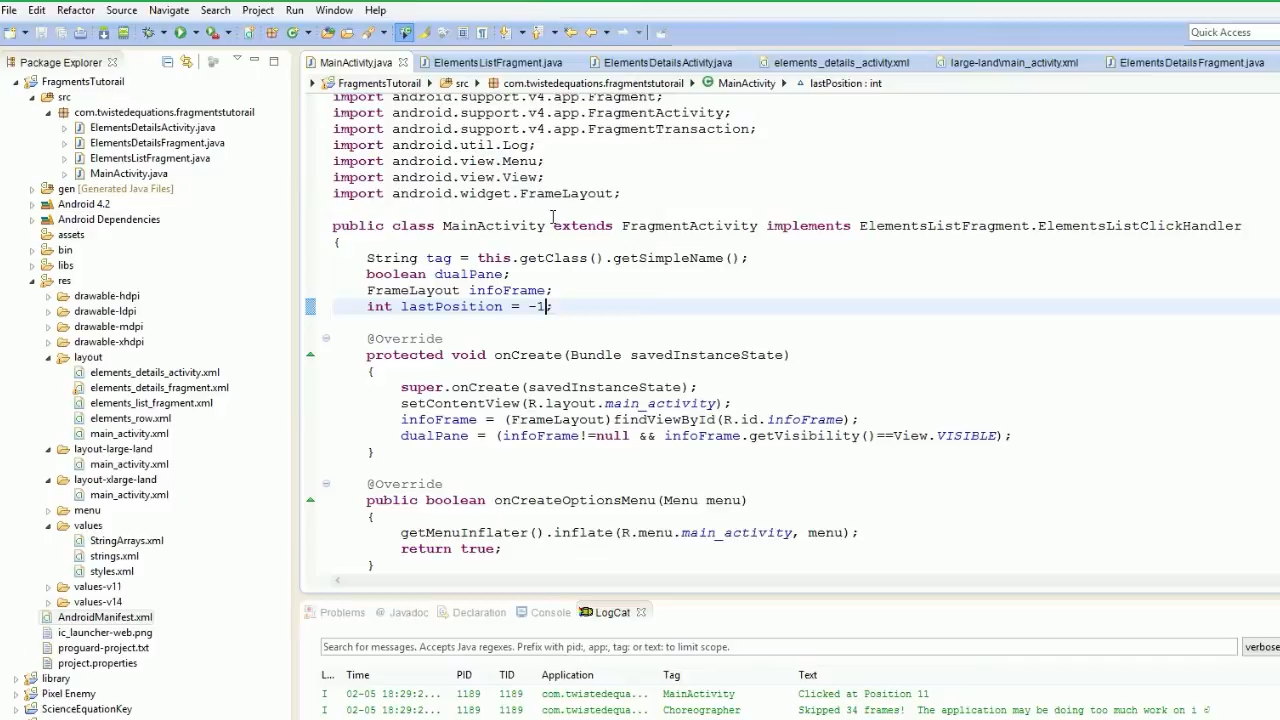 File Edit Refactor Source Navigate Search Project Run Window Help
Quick Access
Package Explorer
FragmentsTutorail
src
com.twistedequations.fragmentstutorail
ElementsDetailsActivity.java
ElementsDetailsFragment.java
ElementsListFragment.java
MainActivity.java
gen [Generated Java Files]
Android 4.2
Android Dependencies
assets
bin
libs
res
drawable-hdpi
drawable-ldpi
drawable-mdpi
drawable-xhdpi
layout
elements_details_activity.xml
elements_details_fragment.xml
elements_list_fragment.xml
elements_row.xml
main_activity.xml
layout-large-land
main_activity.xml
layout-xlarge-land
main_activity.xml
menu
values
StringArrays.xml
strings.xml
styles.xml
values-v11
values-v14
AndroidManifest.xml
ic_launcher-web.png
proguard-project.txt
project.properties
library
Pixel Enemy
ScienceEquationKey
MainActivity.java ElementsListFragment.java ElementsDetailsActivity.java elements_details_activity.xml large-land\main_activity.xml ElementsDetailsFragment.java
FragmentsTutorail src com.twistedequations.fragmentstutorail MainActivity lastPosition : int
import android.support.v4.app.Fragment;
import android.support.v4.app.FragmentActivity;
import android.support.v4.app.FragmentTransaction;
import android.util.Log;
import android.view.Menu;
import android.view.View;
import android.widget.FrameLayout;
public class MainActivity extends FragmentActivity implements ElementsListFragment.ElementsListClickHandler
{
String tag = this.getClass().getSimpleName();
boolean dualPane;
FrameLayout infoFrame;
int lastPosition = -1;
@Override
protected void onCreate(Bundle savedInstanceState)
{
super.onCreate(savedInstanceState);
setContentView(R.layout.main_activity);
infoFrame = (FrameLayout)findViewById(R.id.infoFrame);
dualPane = (infoFrame!=null && infoFrame.getVisibility()==View.VISIBLE);
}
@Override
public boolean onCreateOptionsMenu(Menu menu)
{
getMenuInflater().inflate(R.menu.main_activity, menu);
return true;
}
Problems Javadoc Declaration Console LogCat
Search for messages. Accepts Java regexes. Prefix with pid:, app:, tag: or text: to limit scope.
verbose
L... Time PID TID Application Tag Text
I 02-05 18:29:2... 1189 1189 com.twistedequa... MainActivity Clicked at Position 11
I 02-05 18:29:2... 1189 1189 com.twistedequa... Choreographer Skipped 34 frames! The application may be doing too much work on i